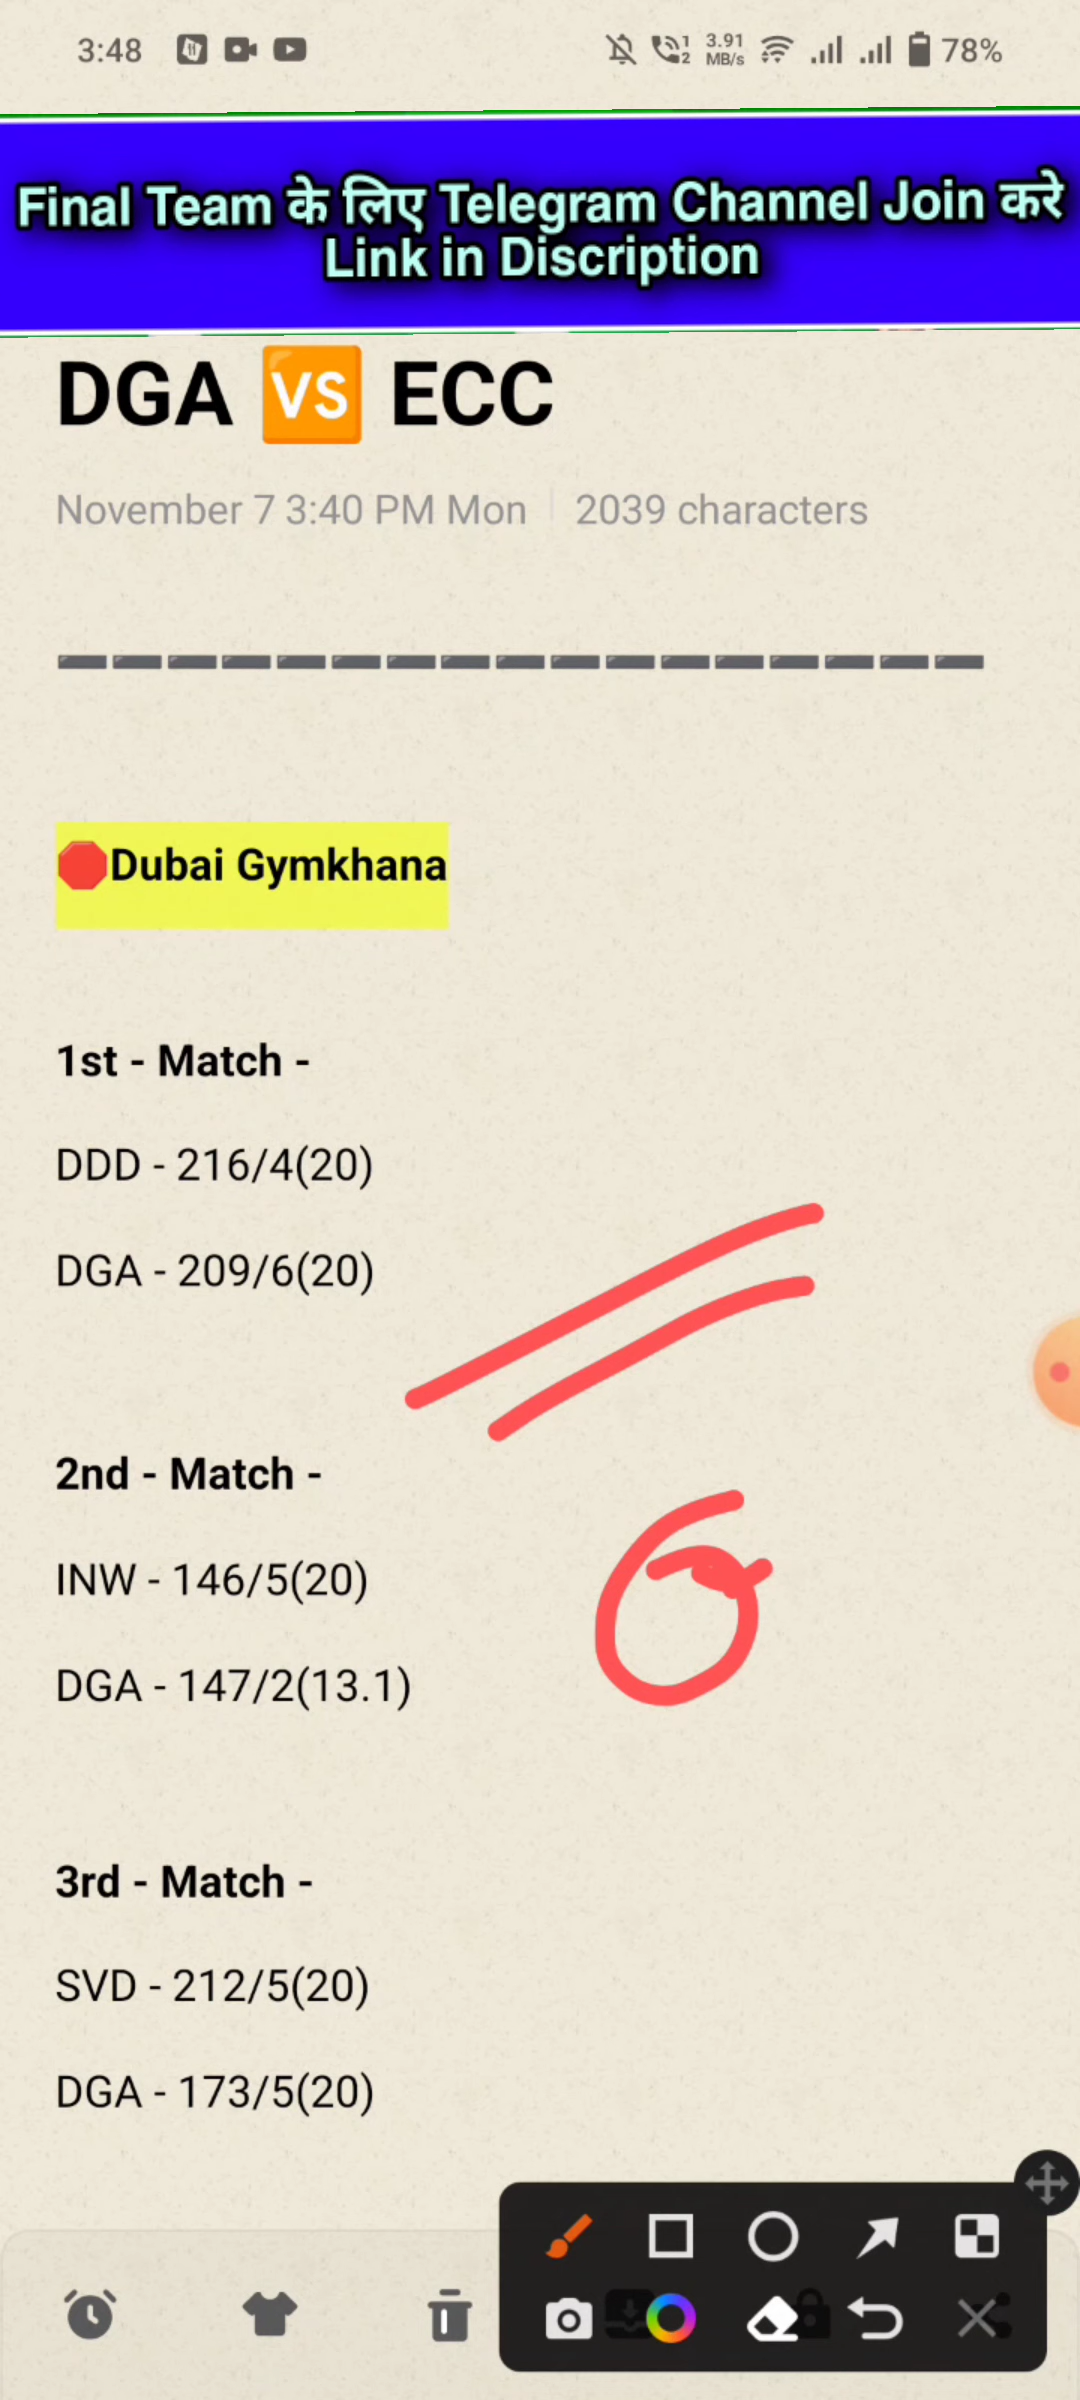 3:48 3.91 MB/s 78%
Final Team के लिए Telegram Channel Join करे
Link in Discription
DGA VS ECC
November 7 3:40 PM Mon | 2039 characters
Dubai Gymkhana
1st - Match -
DDD - 216/4(20)
DGA - 209/6(20)
2nd - Match -
INW - 146/5(20)
DGA - 147/2(13.1)
3rd - Match -
SVD - 212/5(20)
DGA - 173/5(20)